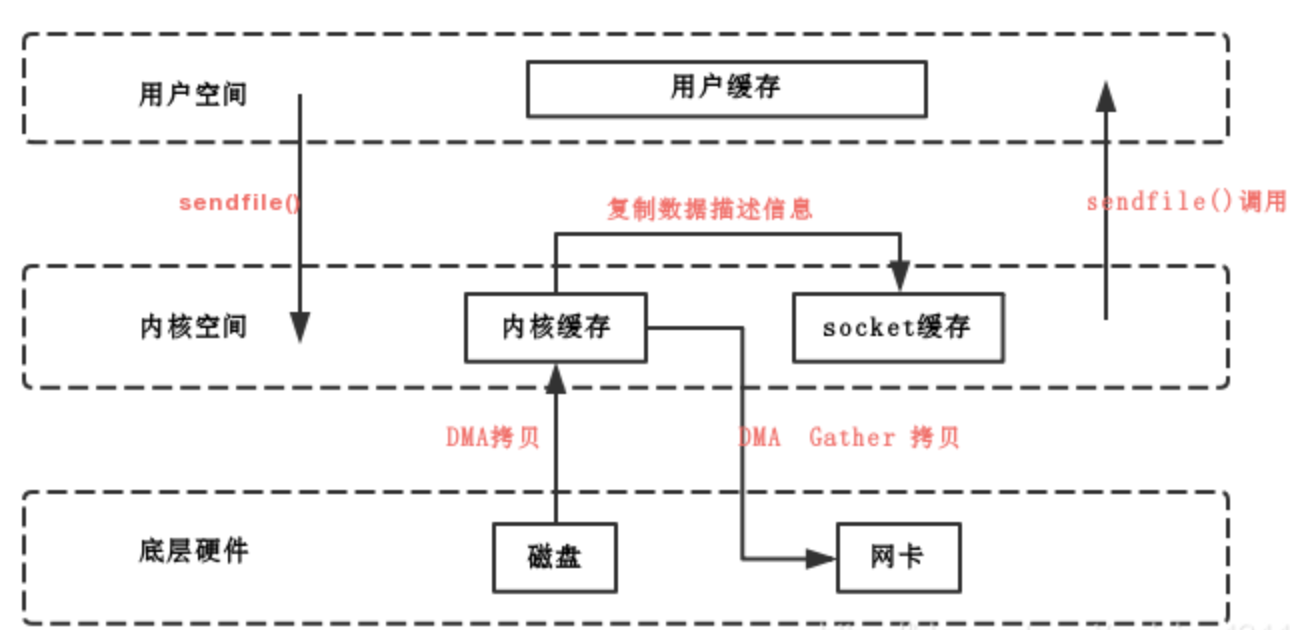 用户空间
用户缓存
sendfile()
复制数据描述信息
sendfile()调用
内核空间
内核缓存
socket缓存
DMA拷贝
DMA Gather 拷贝
底层硬件
磁盘
网卡